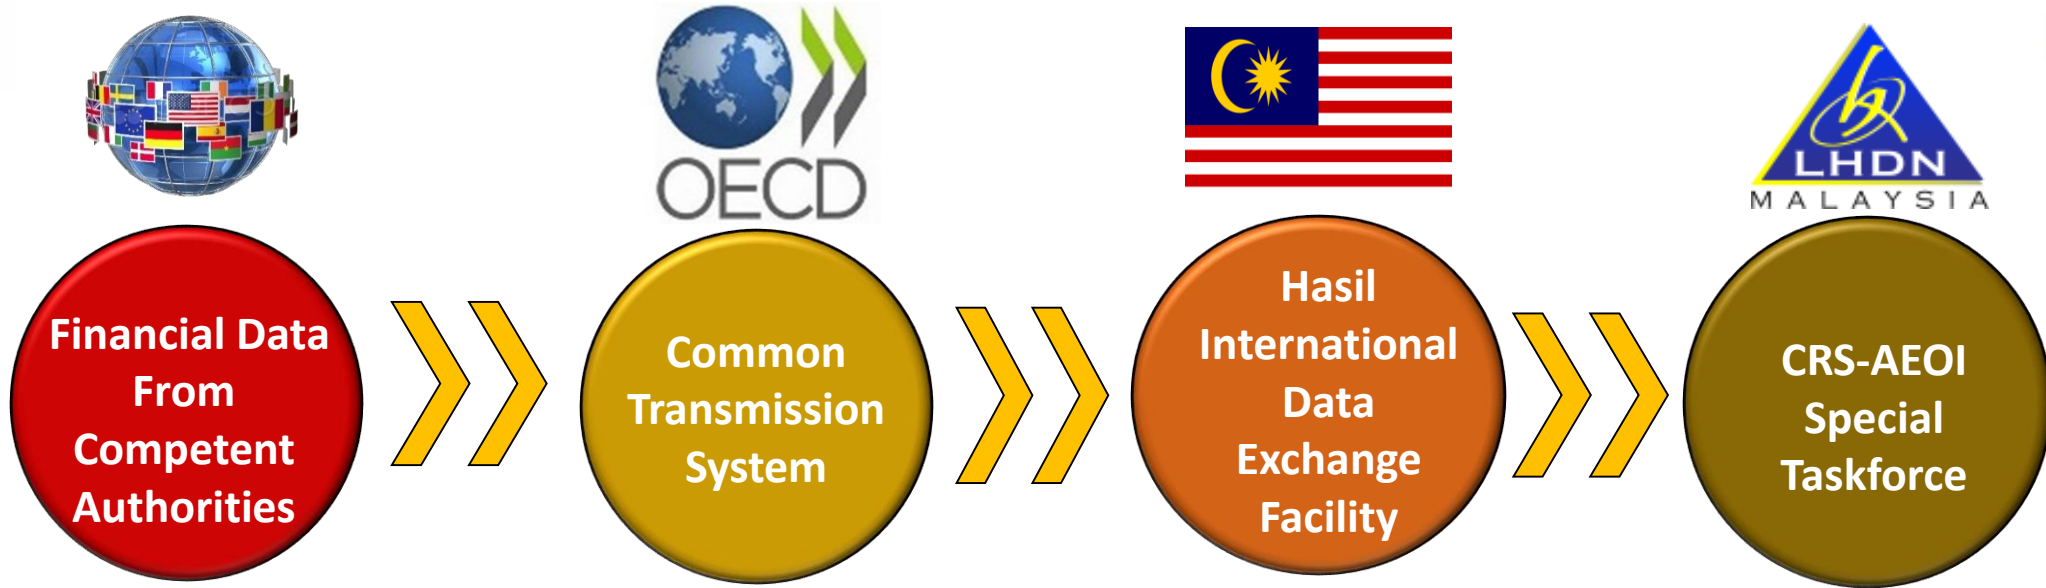 OECD
LHDN
MALAYSIA
Financial Data
From
Competent
Authorities
Common
Transmission
System
Hasil
International
Data
Exchange
Facility
CRS-AEOI
Special
Taskforce